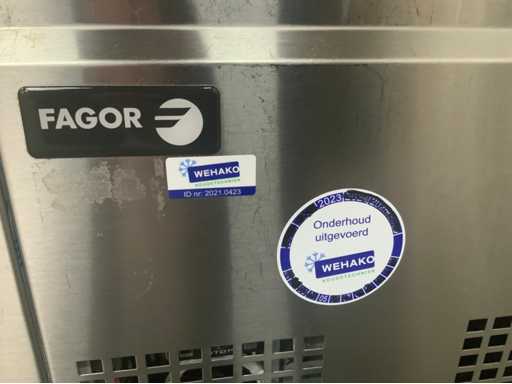 FAGOR
WEHAKO
KOUDETECHNIEK
ID nr: 2021.0423
2023
Onderhoud
uitgevoerd
WEHAKO
KOUDETECHNIEK